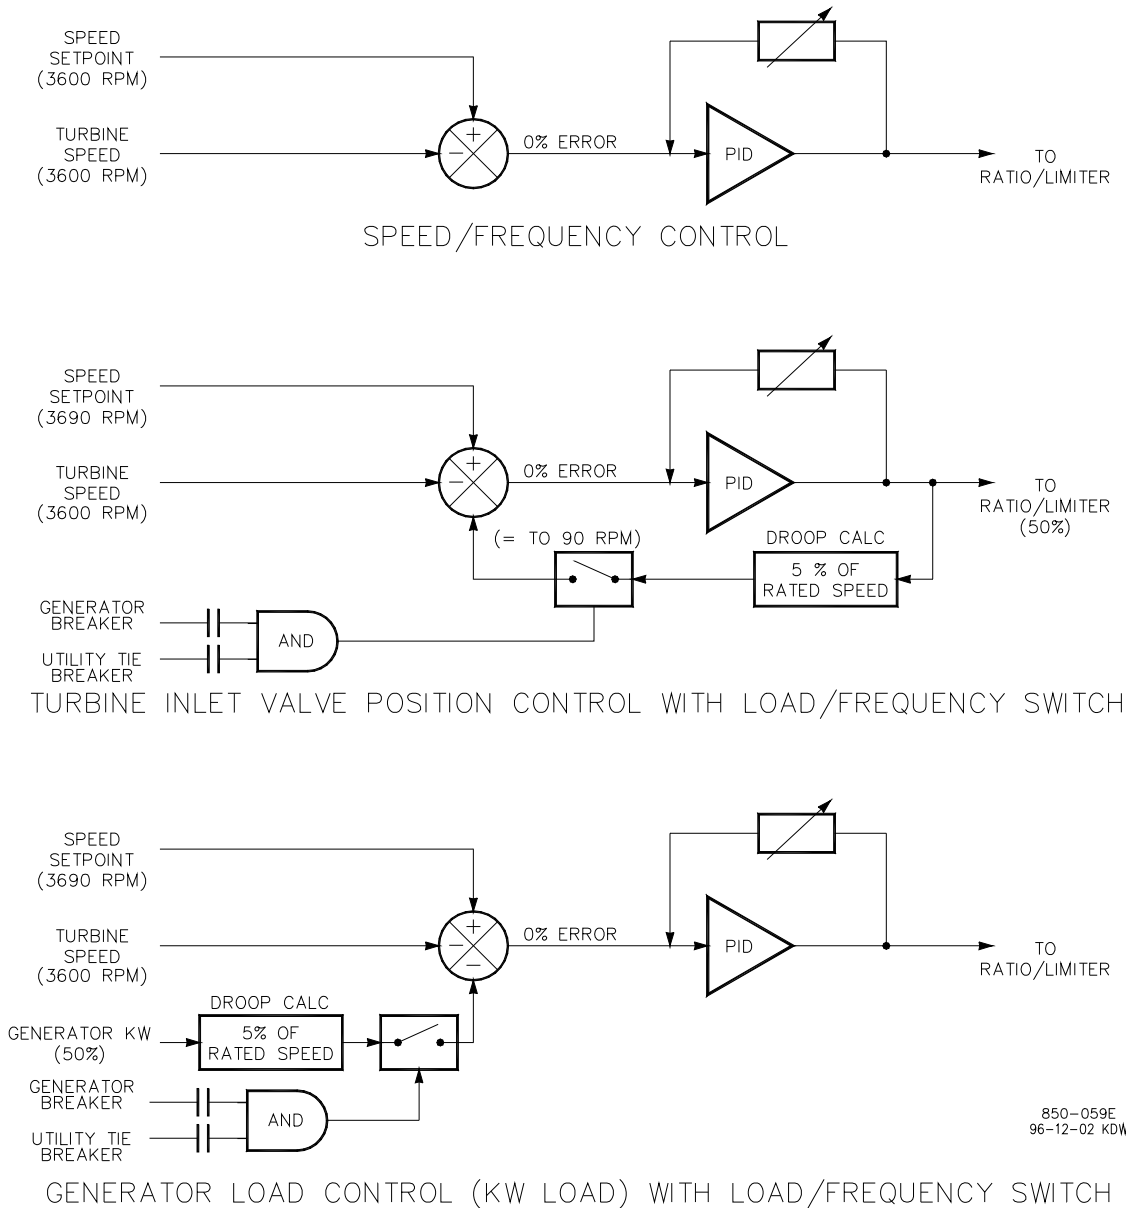 SPEED
SETPOINT
(3600 RPM)
TURBINE
SPEED
(3600 RPM)
+
−
0% ERROR
PID
TO
RATIO/LIMITER
SPEED/FREQUENCY CONTROL
SPEED
SETPOINT
(3690 RPM)
TURBINE
SPEED
(3600 RPM)
+
−
0% ERROR
PID
TO
RATIO/LIMITER
(50%)
(= TO 90 RPM)
DROOP CALC
5 % OF
RATED SPEED
GENERATOR
BREAKER
UTILITY TIE
BREAKER
AND
TURBINE INLET VALVE POSITION CONTROL WITH LOAD/FREQUENCY SWITCH
SPEED
SETPOINT
(3690 RPM)
TURBINE
SPEED
(3600 RPM)
+
−
−
0% ERROR
PID
TO
RATIO/LIMITER
DROOP CALC
GENERATOR KW
(50%)
5% OF
RATED SPEED
GENERATOR
BREAKER
UTILITY TIE
BREAKER
AND
850−059E
96−12−02 KDW
GENERATOR LOAD CONTROL (KW LOAD) WITH LOAD/FREQUENCY SWITCH